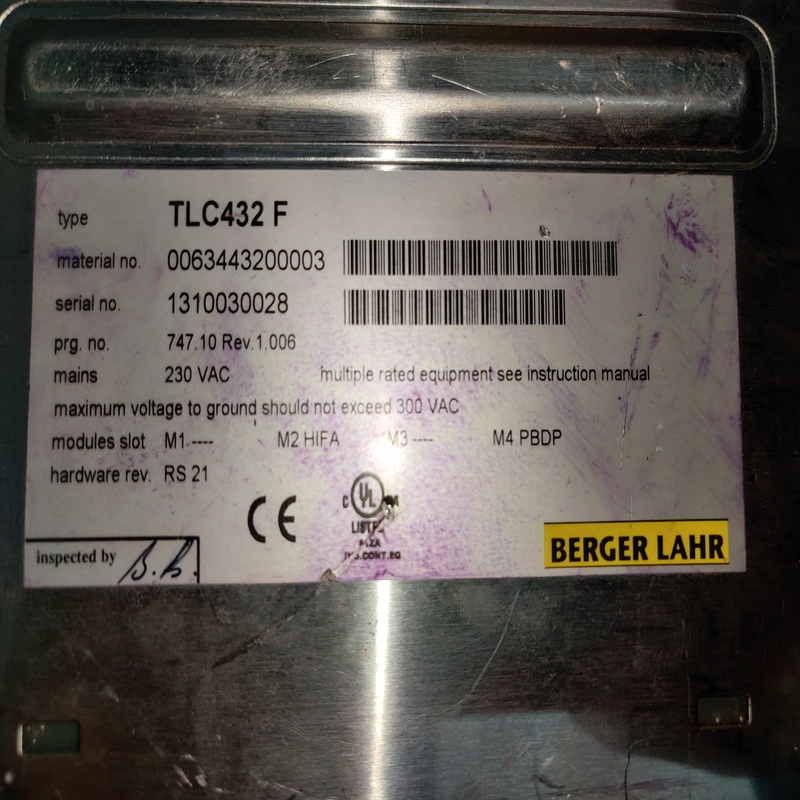 type TLC432 F
material no. 0063443200003
serial no. 1310030028
prg. no. 747.10 Rev.1.006
mains 230 VAC multiple rated equipment see instruction manual
maximum voltage to ground should not exceed 300 VAC
modules slot M1 ---- M2 HIFA M3 ---- M4 PBDP
hardware rev. RS 21
CE
C UL
inspected by
BERGER LAHR